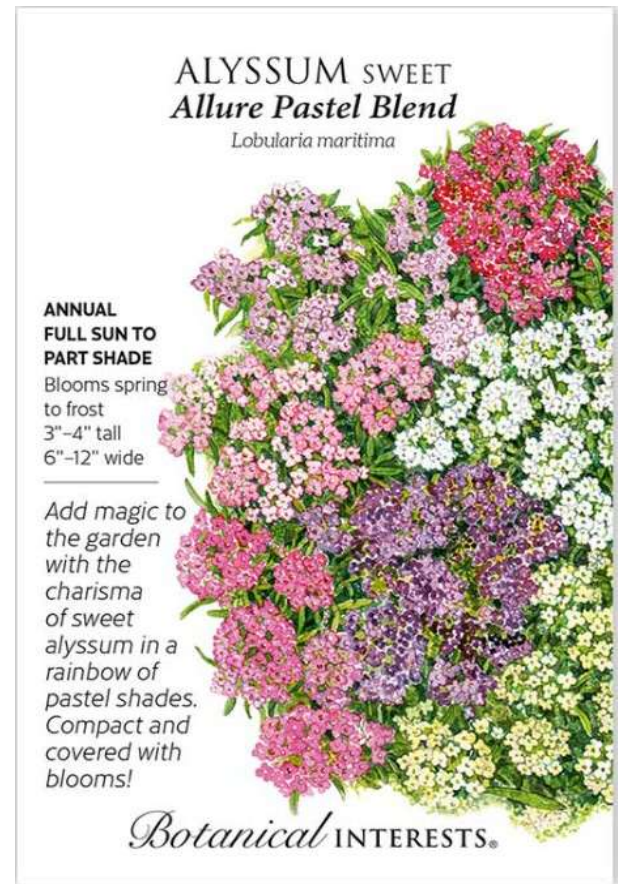 ALYSSUM SWEET
Allure Pastel Blend
Lobularia maritima
ANNUAL
FULL SUN TO
PART SHADE
Blooms spring
to frost
3"–4" tall
6"–12" wide
Add magic to
the garden
with the
charisma
of sweet
alyssum in a
rainbow of
pastel shades.
Compact and
covered with
blooms!
Botanical INTERESTS®